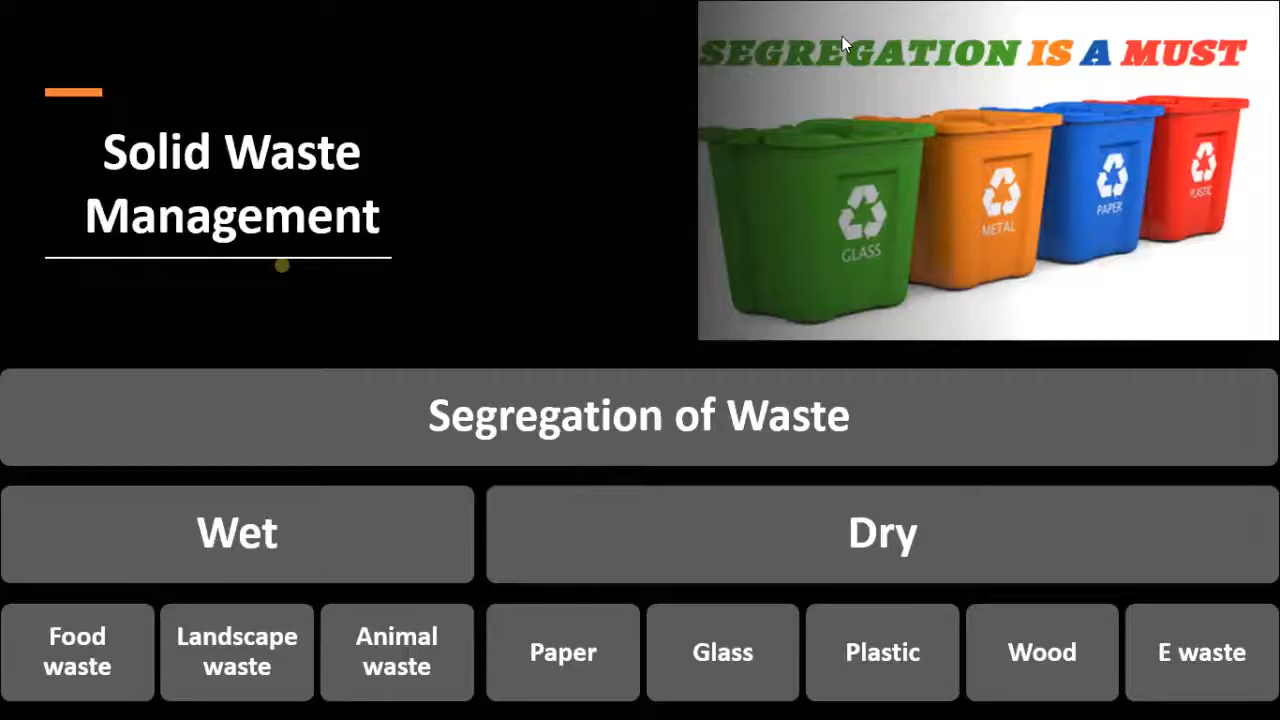 SEGREGATION IS A MUST
Solid Waste
Management
GLASS
METAL
PAPER
PLASTIC
Segregation of Waste
Wet
Dry
Food
waste
Landscape
waste
Animal
waste
Paper
Glass
Plastic
Wood
E waste